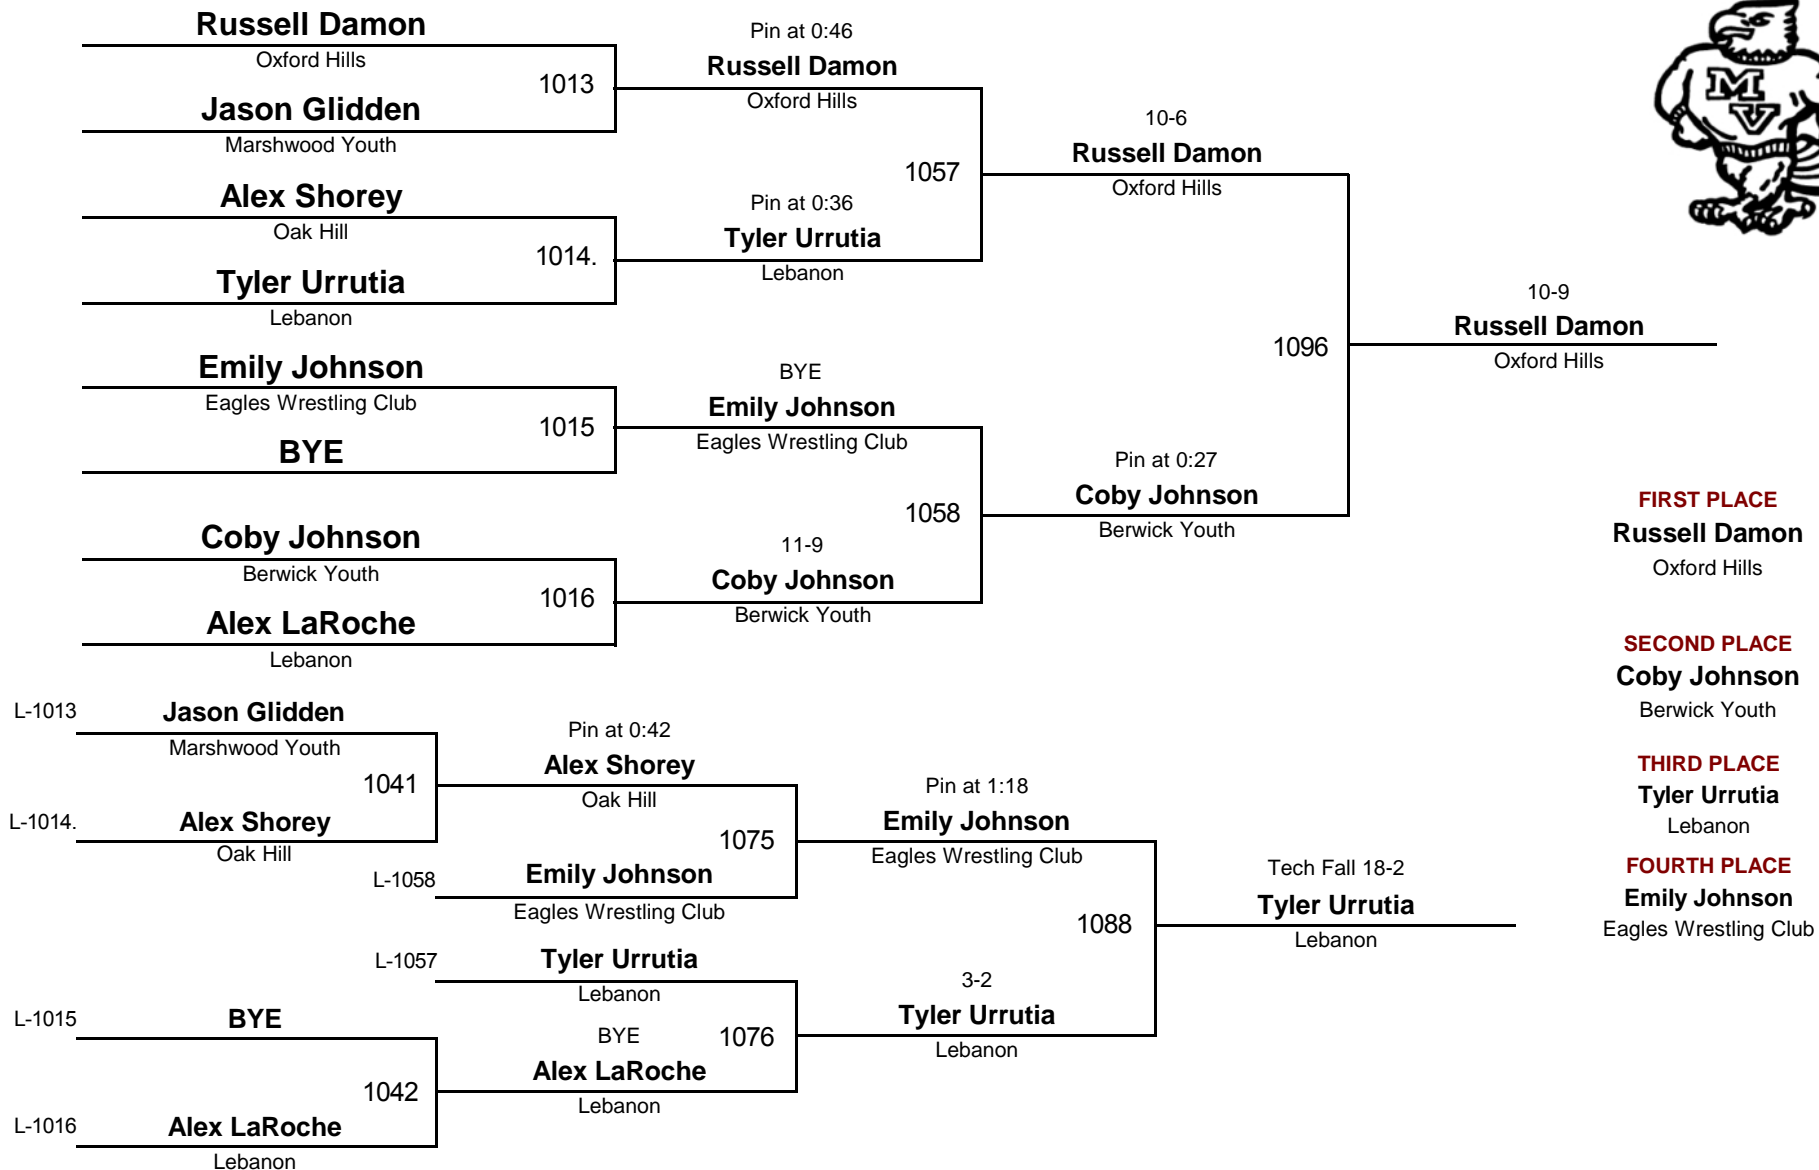 Russell Damon
Oxford Hills
1013
Jason Glidden
Marshwood Youth
Pin at 0:46
Russell Damon
Oxford Hills
Alex Shorey
Oak Hill
1014.
Tyler Urrutia
Lebanon
Pin at 0:36
Tyler Urrutia
Lebanon
1057
10-6
Russell Damon
Oxford Hills
Emily Johnson
Eagles Wrestling Club
1015
BYE
BYE
Emily Johnson
Eagles Wrestling Club
Coby Johnson
Berwick Youth
1016
Alex LaRoche
Lebanon
11-9
Coby Johnson
Berwick Youth
1058
Pin at 0:27
Coby Johnson
Berwick Youth
1096
10-9
Russell Damon
Oxford Hills
M
V
FIRST PLACE
Russell Damon
Oxford Hills
SECOND PLACE
Coby Johnson
Berwick Youth
THIRD PLACE
Tyler Urrutia
Lebanon
FOURTH PLACE
Emily Johnson
Eagles Wrestling Club
L-1013
Jason Glidden
Marshwood Youth
1041
L-1014.
Alex Shorey
Oak Hill
Pin at 0:42
Alex Shorey
Oak Hill
1075
L-1058
Emily Johnson
Eagles Wrestling Club
Pin at 1:18
Emily Johnson
Eagles Wrestling Club
L-1057
Tyler Urrutia
Lebanon
L-1015
BYE
1042
L-1016
Alex LaRoche
Lebanon
BYE
Alex LaRoche
Lebanon
1076
3-2
Tyler Urrutia
Lebanon
1088
Tech Fall 18-2
Tyler Urrutia
Lebanon